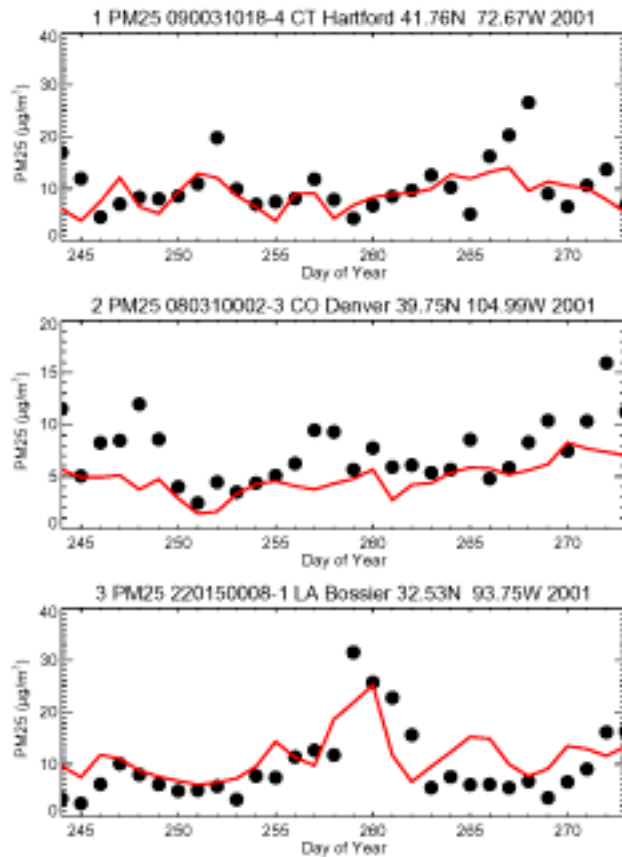 1 PM25 090031018-4 CT Hartford 41.76N 72.67W 2001
40
30
20
10
0
PM25 (µg/m³)
245 250 255 260 265 270
Day of Year
2 PM25 080310002-3 CO Denver 39.75N 104.99W 2001
20
15
10
5
0
PM25 (µg/m³)
245 250 255 260 265 270
Day of Year
3 PM25 220150008-1 LA Bossier 32.53N 93.75W 2001
40
30
20
10
0
PM25 (µg/m³)
245 250 255 260 265 270
Day of Year